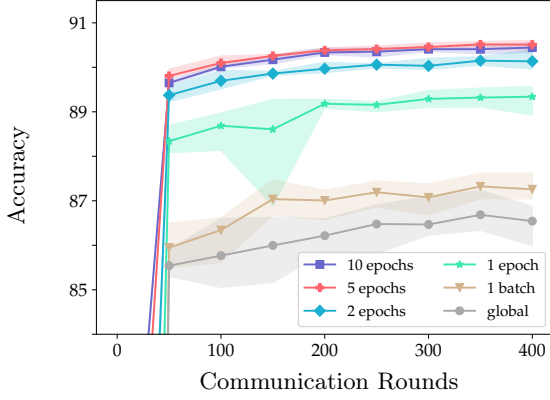 91
89
87
85
Accuracy
0
100
200
300
400
Communication Rounds
10 epochs
5 epochs
2 epochs
1 epoch
1 batch
global